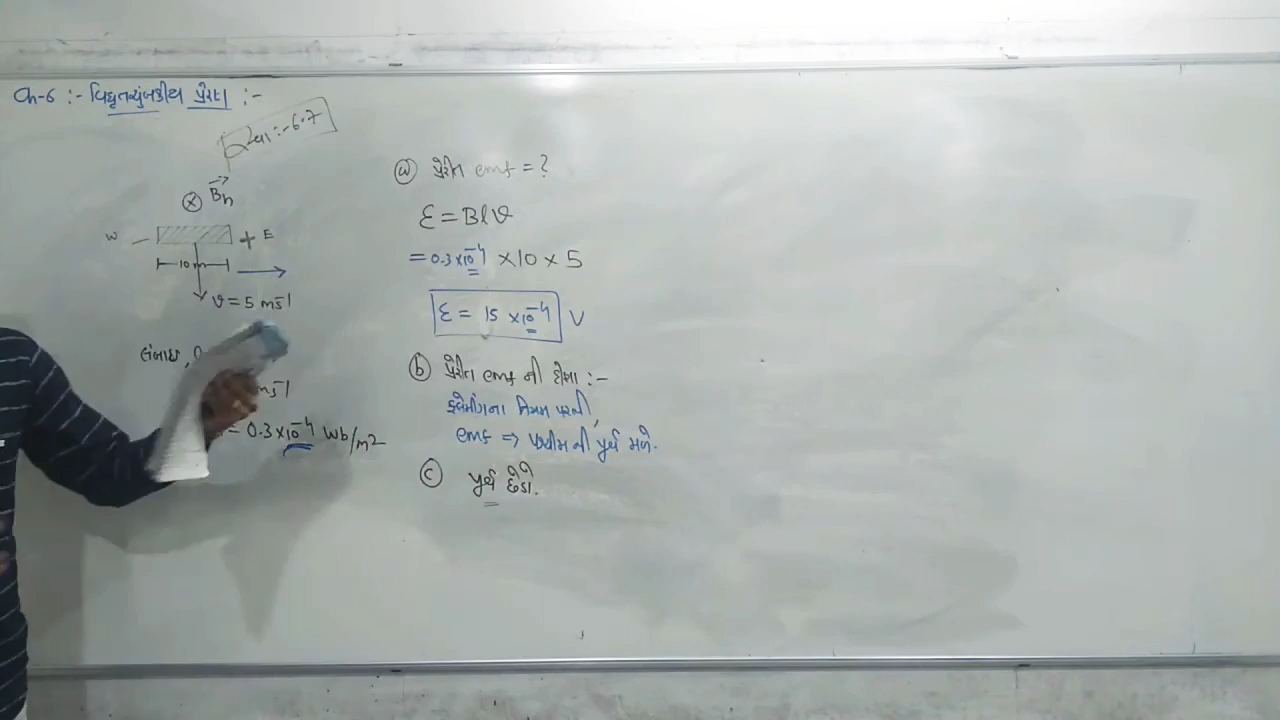 Ch-6 :- વિદ્યુતચુંબકીય પ્રેરણ :-
6.7
⊗ B⃗h
W - + E
10 m
v = 5 ms⁻¹
લંબાઈ,
ms⁻¹
= 0.3×10⁻⁴ Wb/m²
ⓐ પ્રેરિત emf = ?
ε = Blv
= 0.3×10⁻⁴ × 10 × 5
ε = 15 ×10⁻⁴ V
ⓑ પ્રેરીત emf ની દીશા :-
ફ્લેમીંગના નિયમ પરથી,
emf ⇒ પશ્ચીમ થી પૂર્વ મળે.
ⓒ પૂર્વ છેડો.